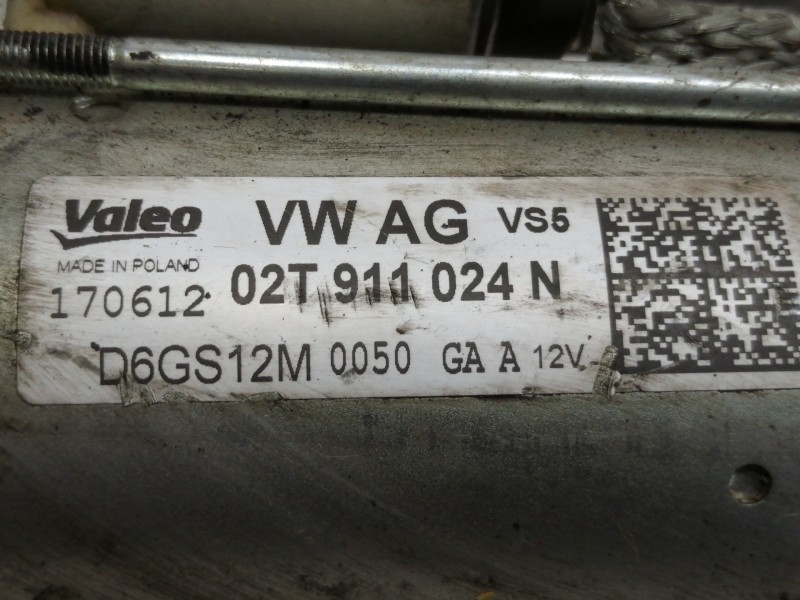 Valeo VW AG VS5
MADE IN POLAND
170612 02T 911 024 N
D6GS12M 0050 GA A 12V